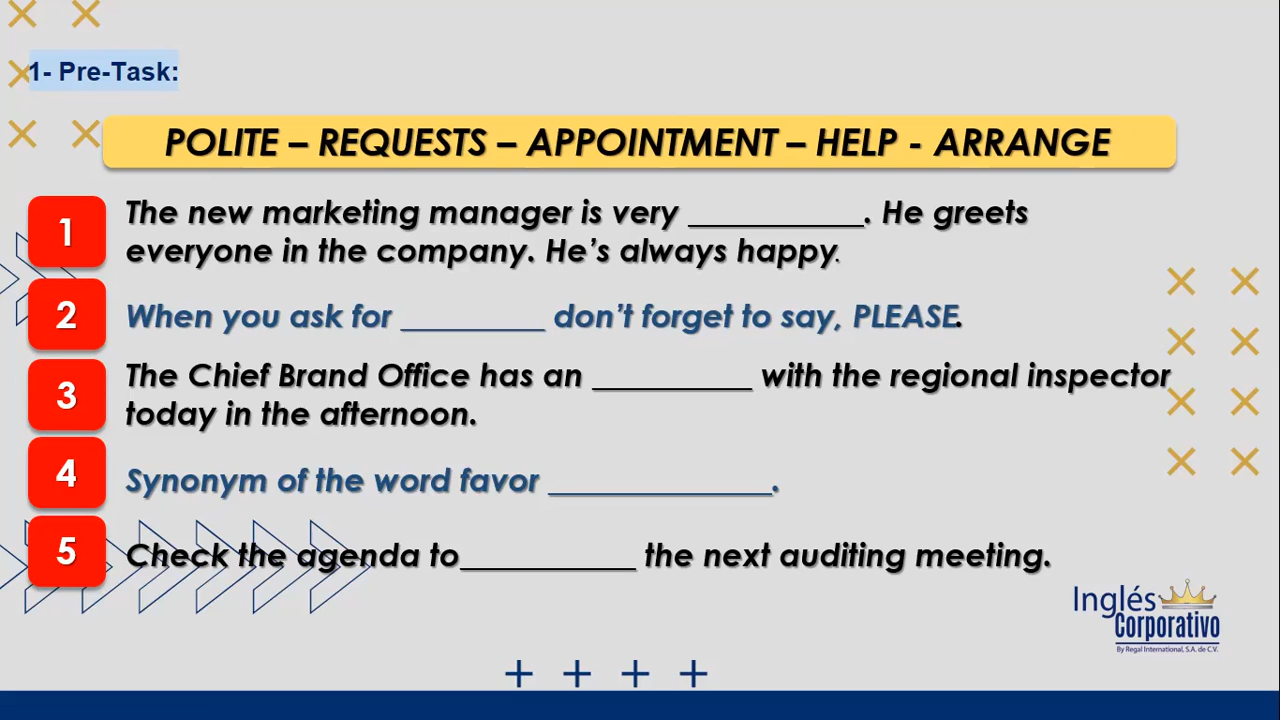 1- Pre-Task:
POLITE – REQUESTS – APPOINTMENT – HELP - ARRANGE
1
The new marketing manager is very ___________. He greets
everyone in the company. He's always happy.
2
When you ask for _________ don't forget to say, PLEASE.
3
The Chief Brand Office has an __________ with the regional inspector
today in the afternoon.
4
Synonym of the word favor ______________.
5
Check the agenda to___________ the next auditing meeting.
Inglés
Corporativo
By Regal International, S.A. de C.V.